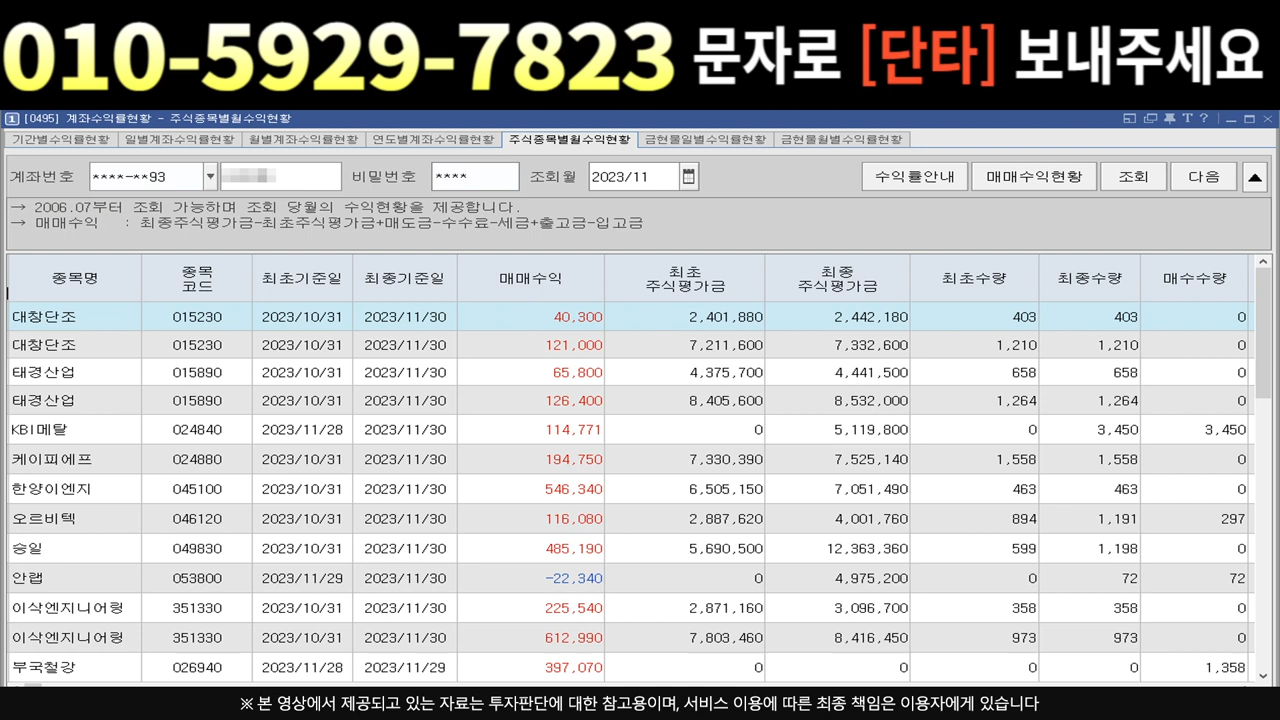 010-5929-7823 문자로 [단타] 보내주세요
1 [0495] 계좌수익률현황 - 주식종목별월수익현황
기간별수익률현황 일별계좌수익률현황 월별계좌수익률현황 연도별계좌수익률현황 주식종목별월수익현황 금현물일별수익률현황 금현물월별수익률현황
계좌번호 ****-**93 비밀번호 **** 조회월 2023/11 수익률안내 매매수익현황 조회 다음
→ 2006.07부터 조회 가능하며 조회 당월의 수익현황을 제공합니다.
→ 매매수익 : 최종주식평가금-최초주식평가금+매도금-수수료-세금+출고금-입고금
종목명 종목코드 최초기준일 최종기준일 매매수익 최초주식평가금 최종주식평가금 최초수량 최종수량 매수수량
대창단조 015230 2023/10/31 2023/11/30 40,300 2,401,880 2,442,180 403 403 0
대창단조 015230 2023/10/31 2023/11/30 121,000 7,211,600 7,332,600 1,210 1,210 0
태경산업 015890 2023/10/31 2023/11/30 65,800 4,375,700 4,441,500 658 658 0
태경산업 015890 2023/10/31 2023/11/30 126,400 8,405,600 8,532,000 1,264 1,264 0
KBI메탈 024840 2023/11/28 2023/11/30 114,771 0 5,119,800 0 3,450 3,450
케이피에프 024880 2023/10/31 2023/11/30 194,750 7,330,390 7,525,140 1,558 1,558 0
한양이엔지 045100 2023/10/31 2023/11/30 546,340 6,505,150 7,051,490 463 463 0
오르비텍 046120 2023/10/31 2023/11/30 116,080 2,887,620 4,001,760 894 1,191 297
승일 049830 2023/10/31 2023/11/30 485,190 5,690,500 12,363,360 599 1,198 0
안랩 053800 2023/11/29 2023/11/30 -22,340 0 4,975,200 0 72 72
이삭엔지니어링 351330 2023/10/31 2023/11/30 225,540 2,871,160 3,096,700 358 358 0
이삭엔지니어링 351330 2023/10/31 2023/11/30 612,990 7,803,460 8,416,450 973 973 0
부국철강 026940 2023/11/28 2023/11/29 397,070 0 0 0 0 1,358
※ 본 영상에서 제공되고 있는 자료는 투자판단에 대한 참고용이며, 서비스 이용에 따른 최종 책임은 이용자에게 있습니다